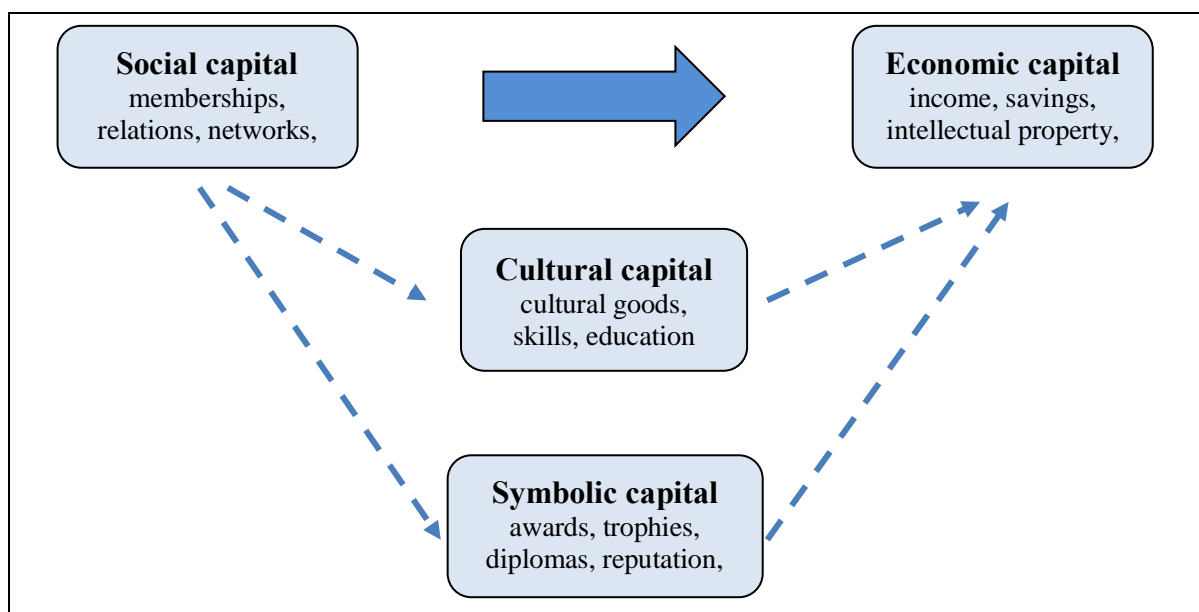 Social capital
memberships,
relations, networks,
Economic capital
income, savings,
intellectual property,
Cultural capital
cultural goods,
skills, education
Symbolic capital
awards, trophies,
diplomas, reputation,